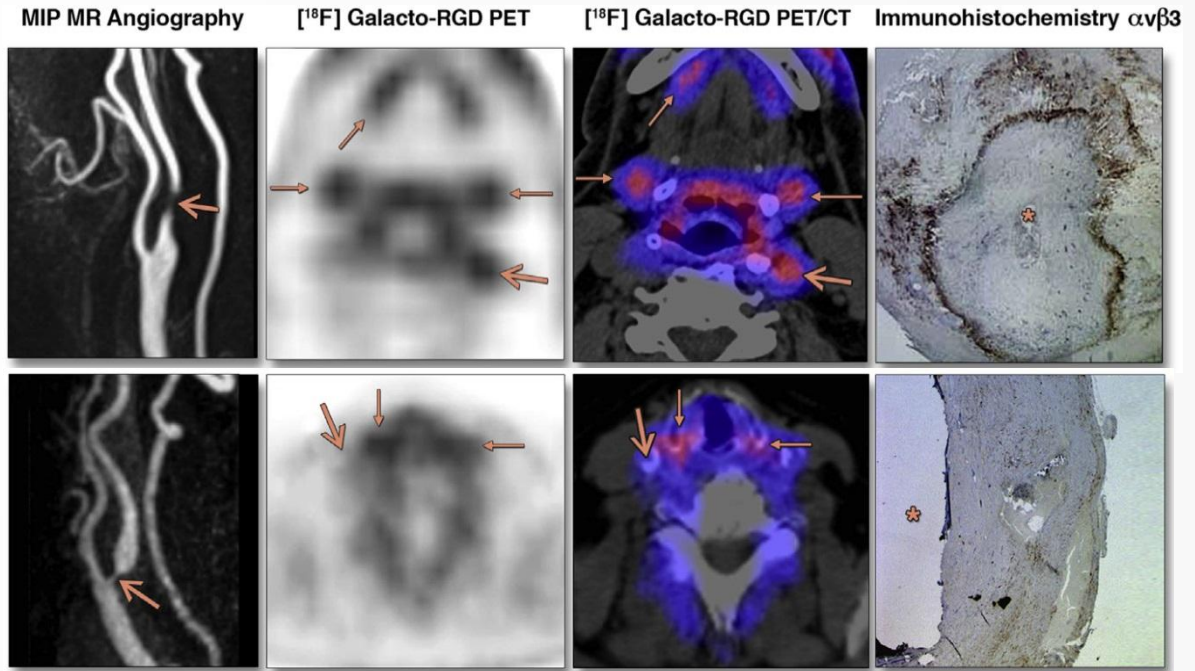 MIP MR Angiography
[¹⁸F] Galacto-RGD PET
[¹⁸F] Galacto-RGD PET/CT
Immunohistochemistry αvβ3
*
*